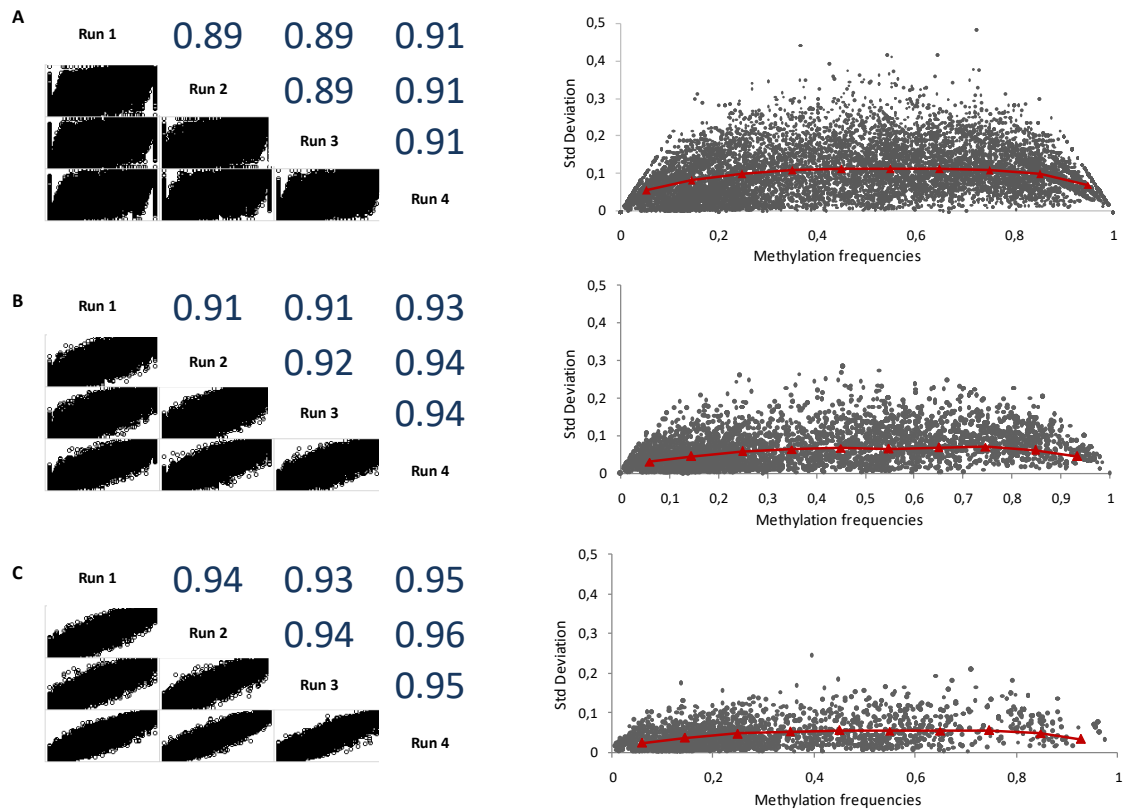 A
Run 1 0.89 0.89 0.91
Run 2 0.89 0.91
Run 3 0.91
Run 4
0,5
0,4
0,3
0,2
0,1
0
Std Deviation
0 0,2 0,4 0,6 0,8 1
Methylation frequencies
B
Run 1 0.91 0.91 0.93
Run 2 0.92 0.94
Run 3 0.94
Run 4
0,5
0,4
0,3
0,2
0,1
0
Std Deviation
0 0,1 0,2 0,3 0,4 0,5 0,6 0,7 0,8 0,9 1
Methylation frequencies
C
Run 1 0.94 0.93 0.95
Run 2 0.94 0.96
Run 3 0.95
Run 4
0,5
0,4
0,3
0,2
0,1
0
Std Deviation
0 0,2 0,4 0,6 0,8 1
Methylation frequencies